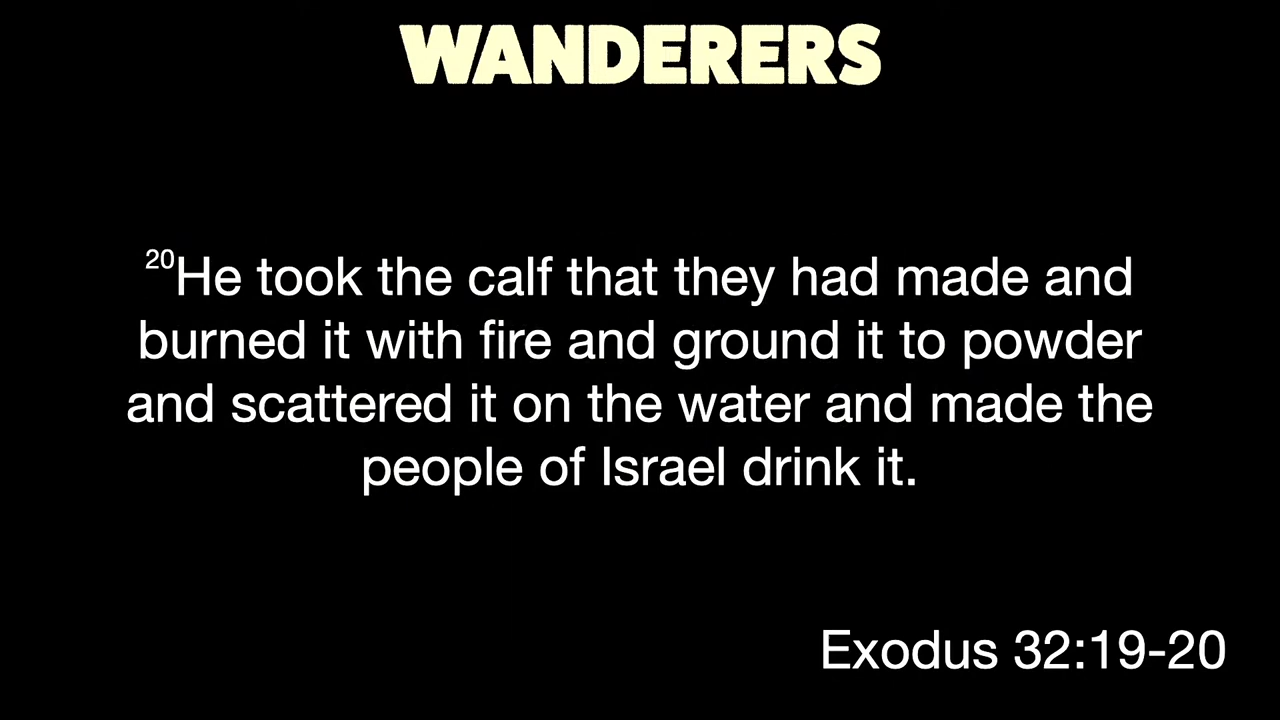 WANDERERS
20He took the calf that they had made and
burned it with fire and ground it to powder
and scattered it on the water and made the
people of Israel drink it.
Exodus 32:19-20